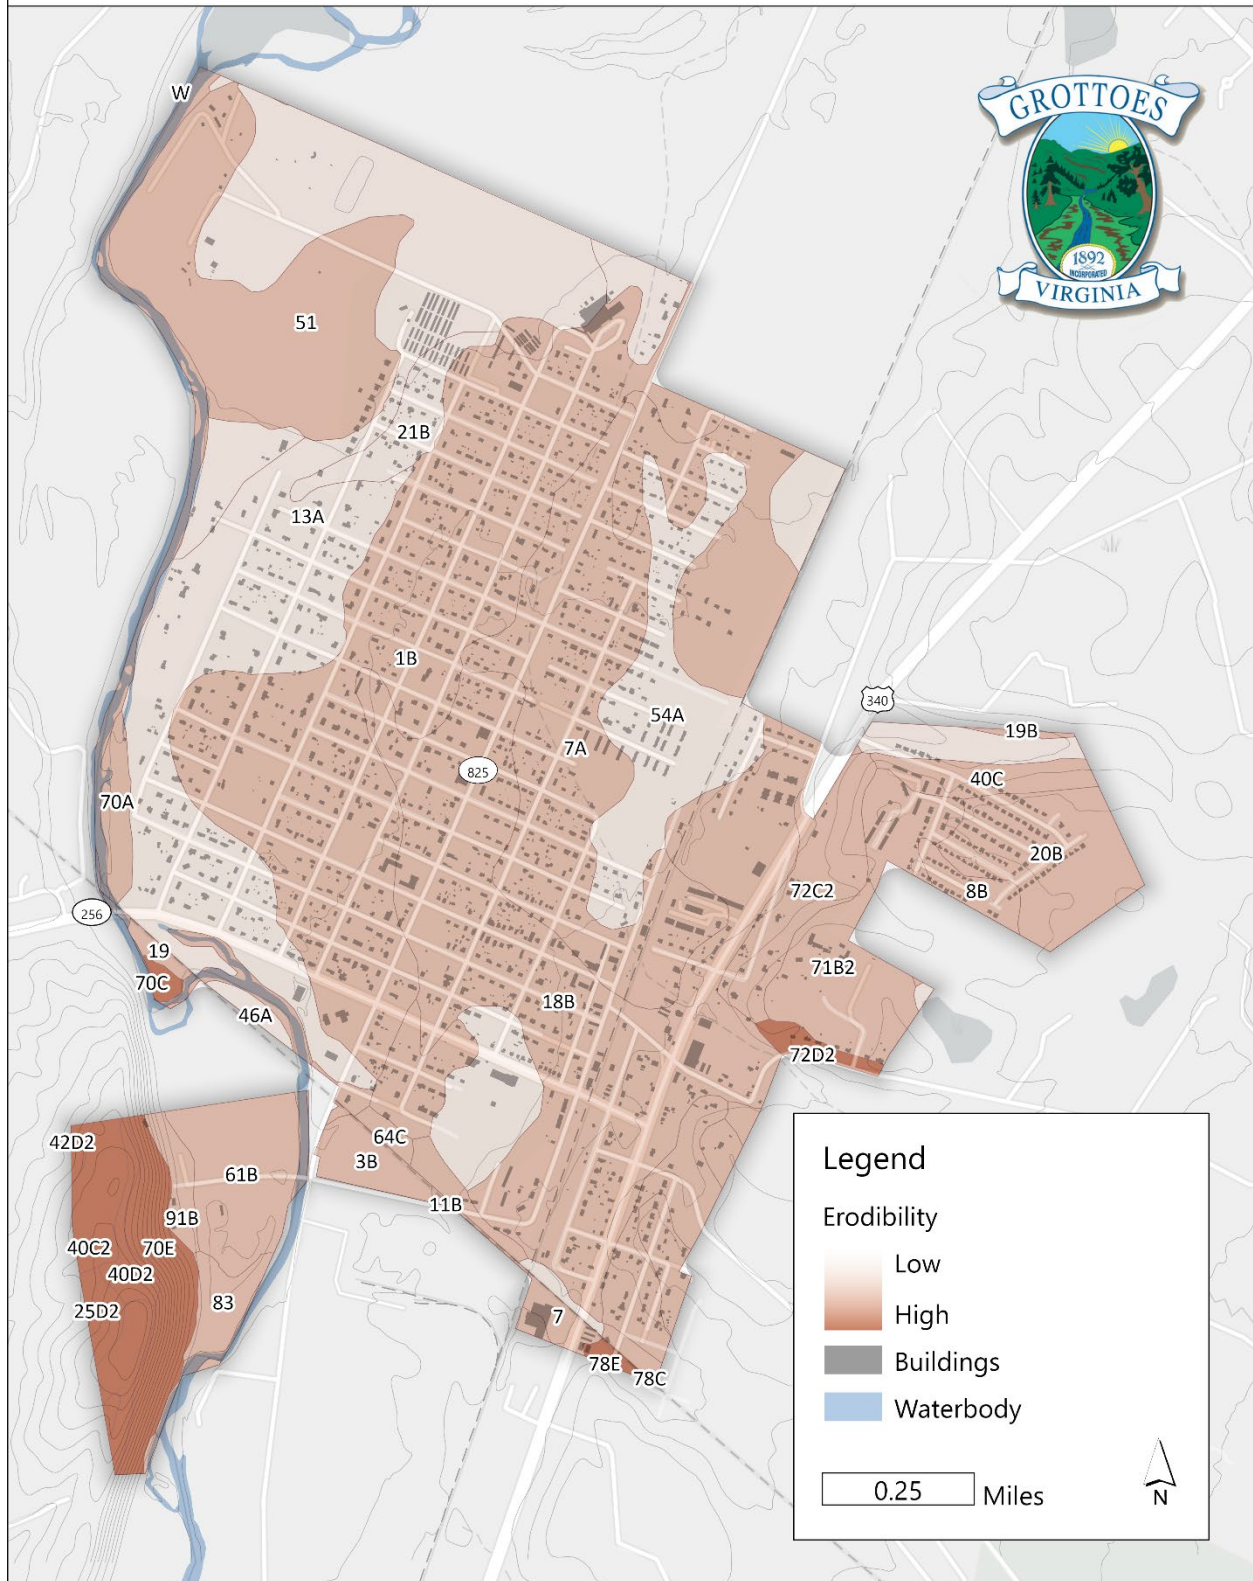 W
GROTTOES
1892
INCORPORATED
VIRGINIA
51
21B
13A
1B
54A
340
19B
7A
825
40C
70A
20B
72C2
8B
256
19
71B2
70C
18B
46A
72D2
42D2
64C
3B
61B
11B
91B
40C2
70E
40D2
83
25D2
7
78E
78C
Legend
Erodibility
Low
High
Buildings
Waterbody
0.25 Miles
N